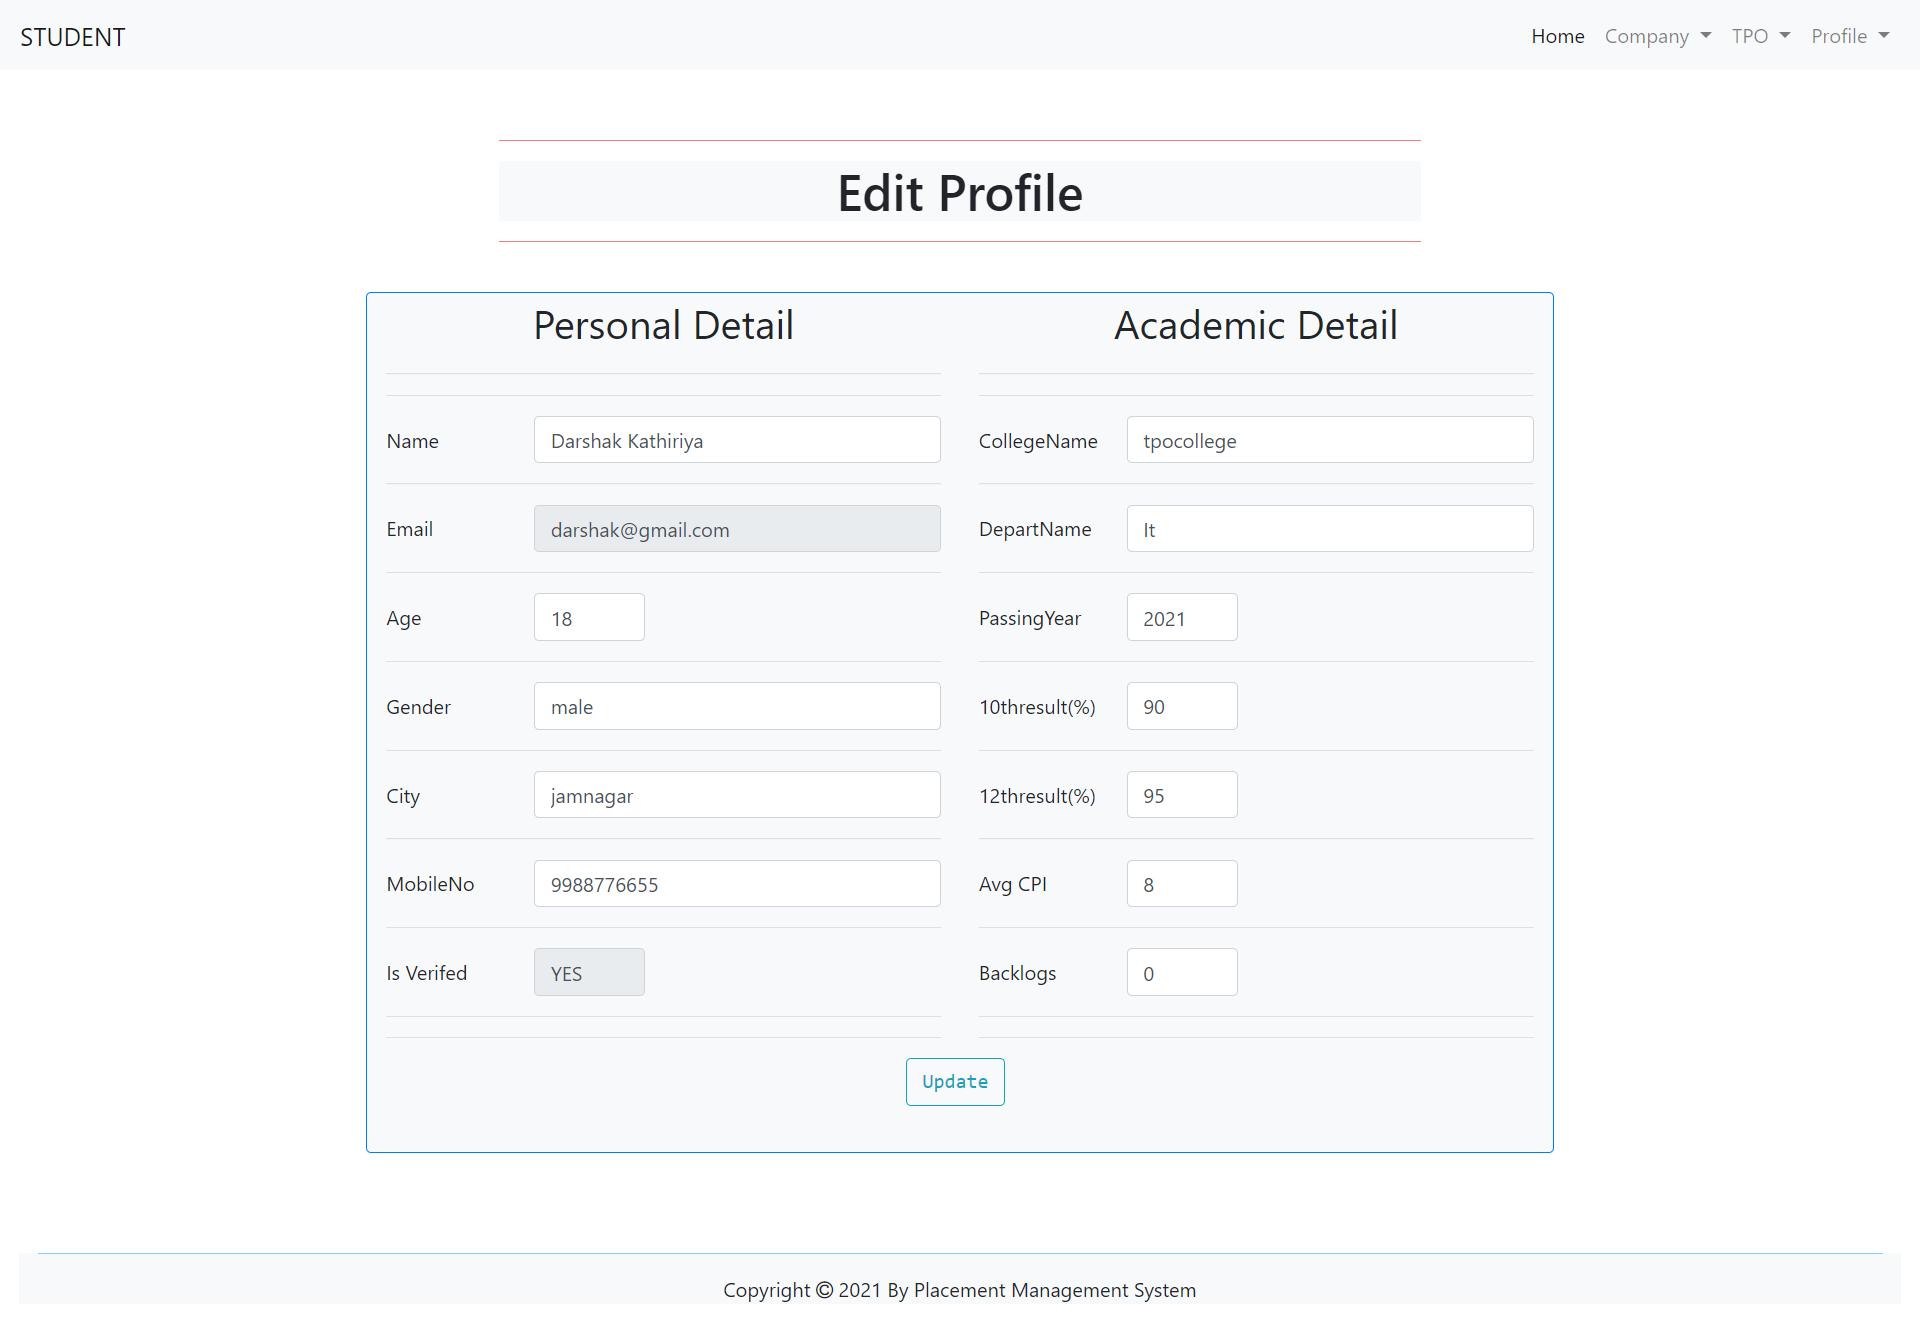 STUDENT
Home Company TPO Profile
Edit Profile
Personal Detail
Name Darshak Kathiriya
Email darshak@gmail.com
Age 18
Gender male
City jamnagar
MobileNo 9988776655
Is Verifed YES
Academic Detail
CollegeName tpocollege
DepartName It
PassingYear 2021
10thresult(%) 90
12thresult(%) 95
Avg CPI 8
Backlogs 0
Update
Copyright © 2021 By Placement Management System